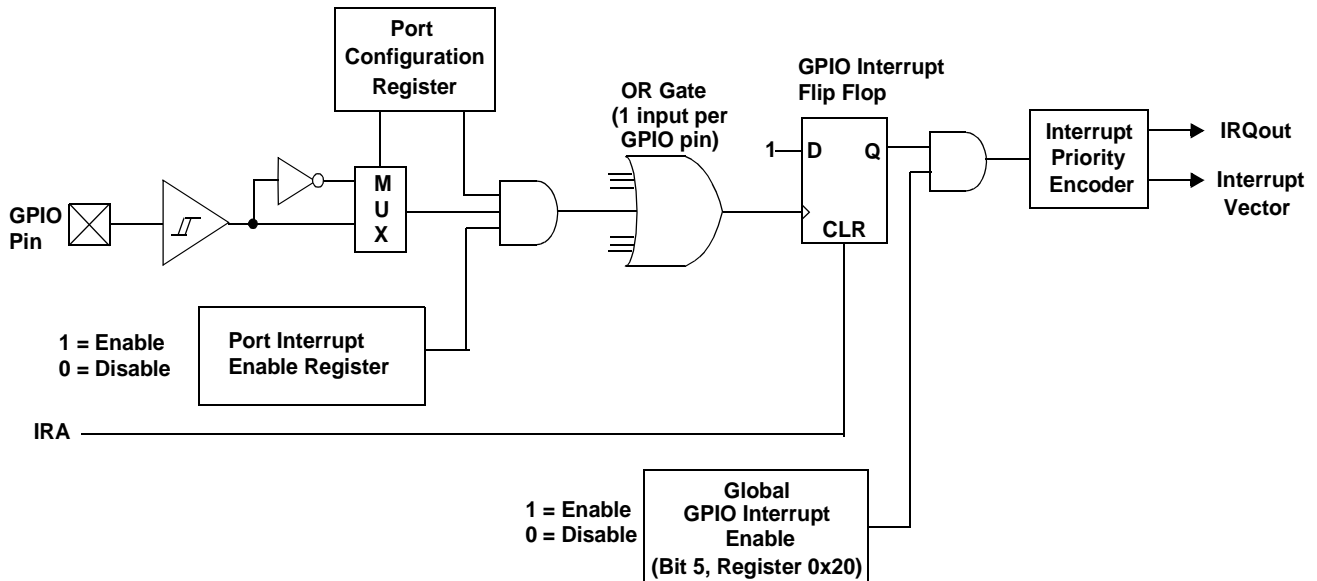 Port
Configuration
Register
OR Gate
(1 input per
GPIO pin)
GPIO Interrupt
Flip Flop
1
D
Q
CLR
Interrupt
Priority
Encoder
IRQout
Interrupt
Vector
M
U
X
GPIO
Pin
1 = Enable
0 = Disable
Port Interrupt
Enable Register
IRA
1 = Enable
0 = Disable
Global
GPIO Interrupt
Enable
(Bit 5, Register 0x20)